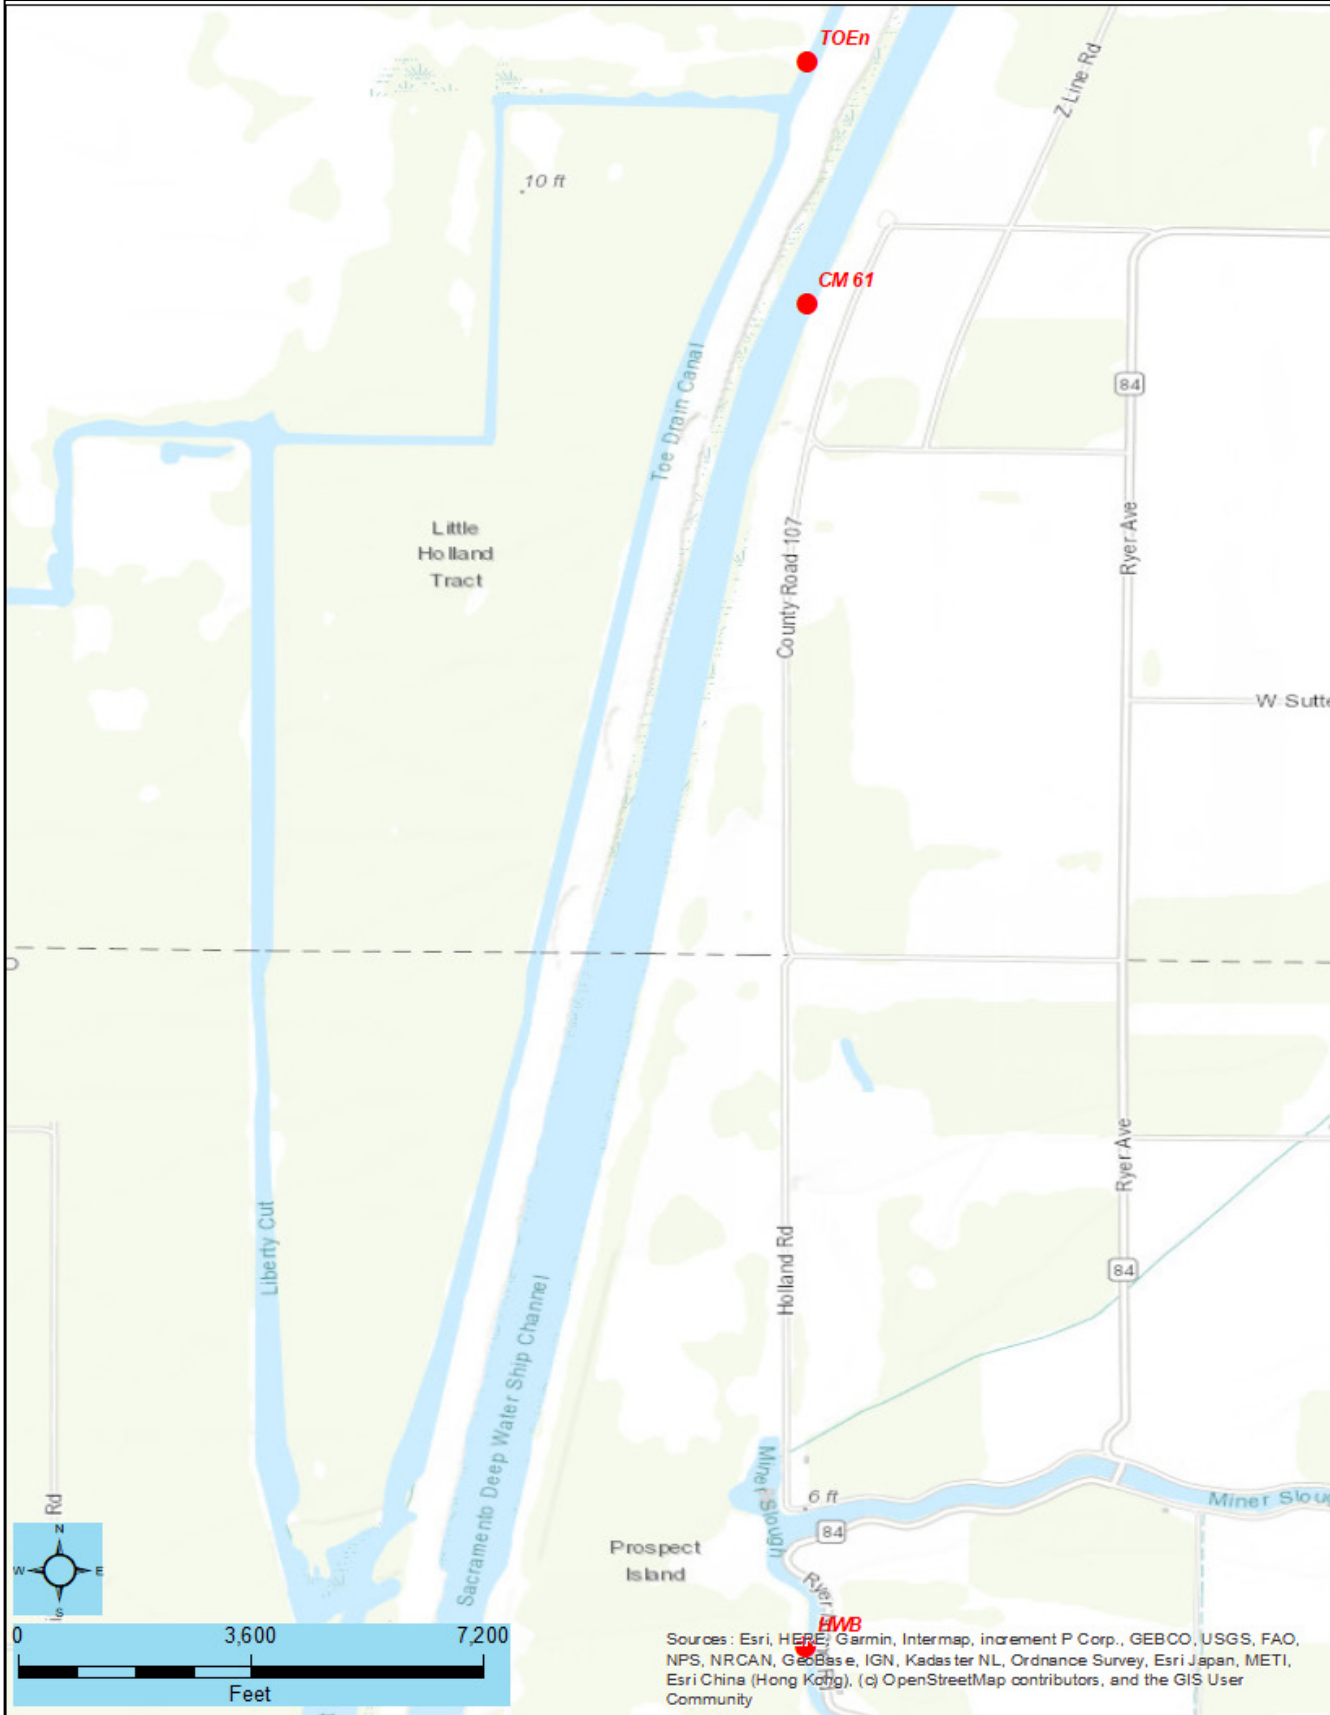 TOEn
Z Line Rd
10 ft
CM 61
Toe Drain Canal
84
Little
Holland
Tract
County Road 107
Ryer Ave
W Sutte
Liberty Cut
Ryer Ave
Holland Rd
84
Sacramento Deep Water Ship Channel
Miner Slough
6 ft
Miner Slou
84
Rd
Prospect
Island
N
W E
S
Ryer
HWB
0 3,600 7,200
Feet
Sources: Esri, HERE, Garmin, Intermap, increment P Corp., GEBCO, USGS, FAO,
NPS, NRCAN, GeoBase, IGN, Kadaster NL, Ordnance Survey, Esri Japan, METI,
Esri China (Hong Kong), (c) OpenStreetMap contributors, and the GIS User
Community